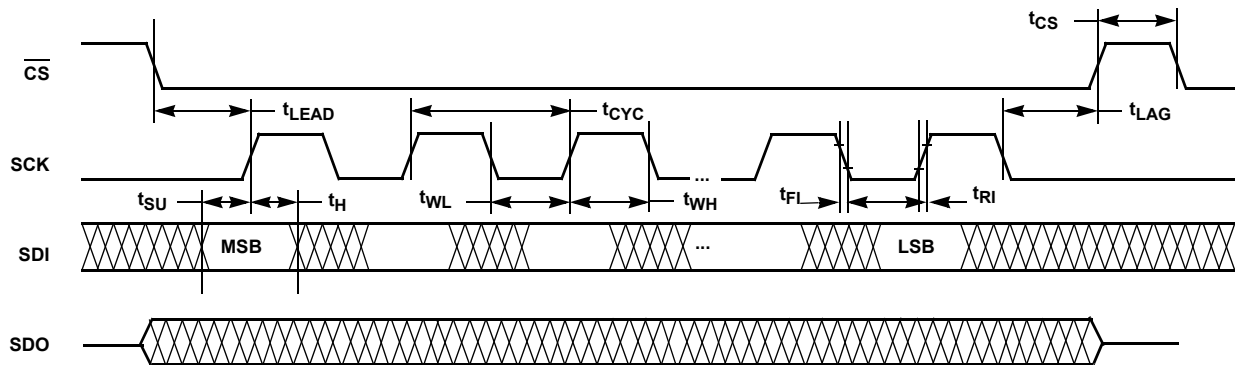 tCS
CS
tLEAD
tCYC
tLAG
SCK
...
tSU
tH
tWL
tWH
tFI
tRI
SDI
MSB
...
LSB
SDO